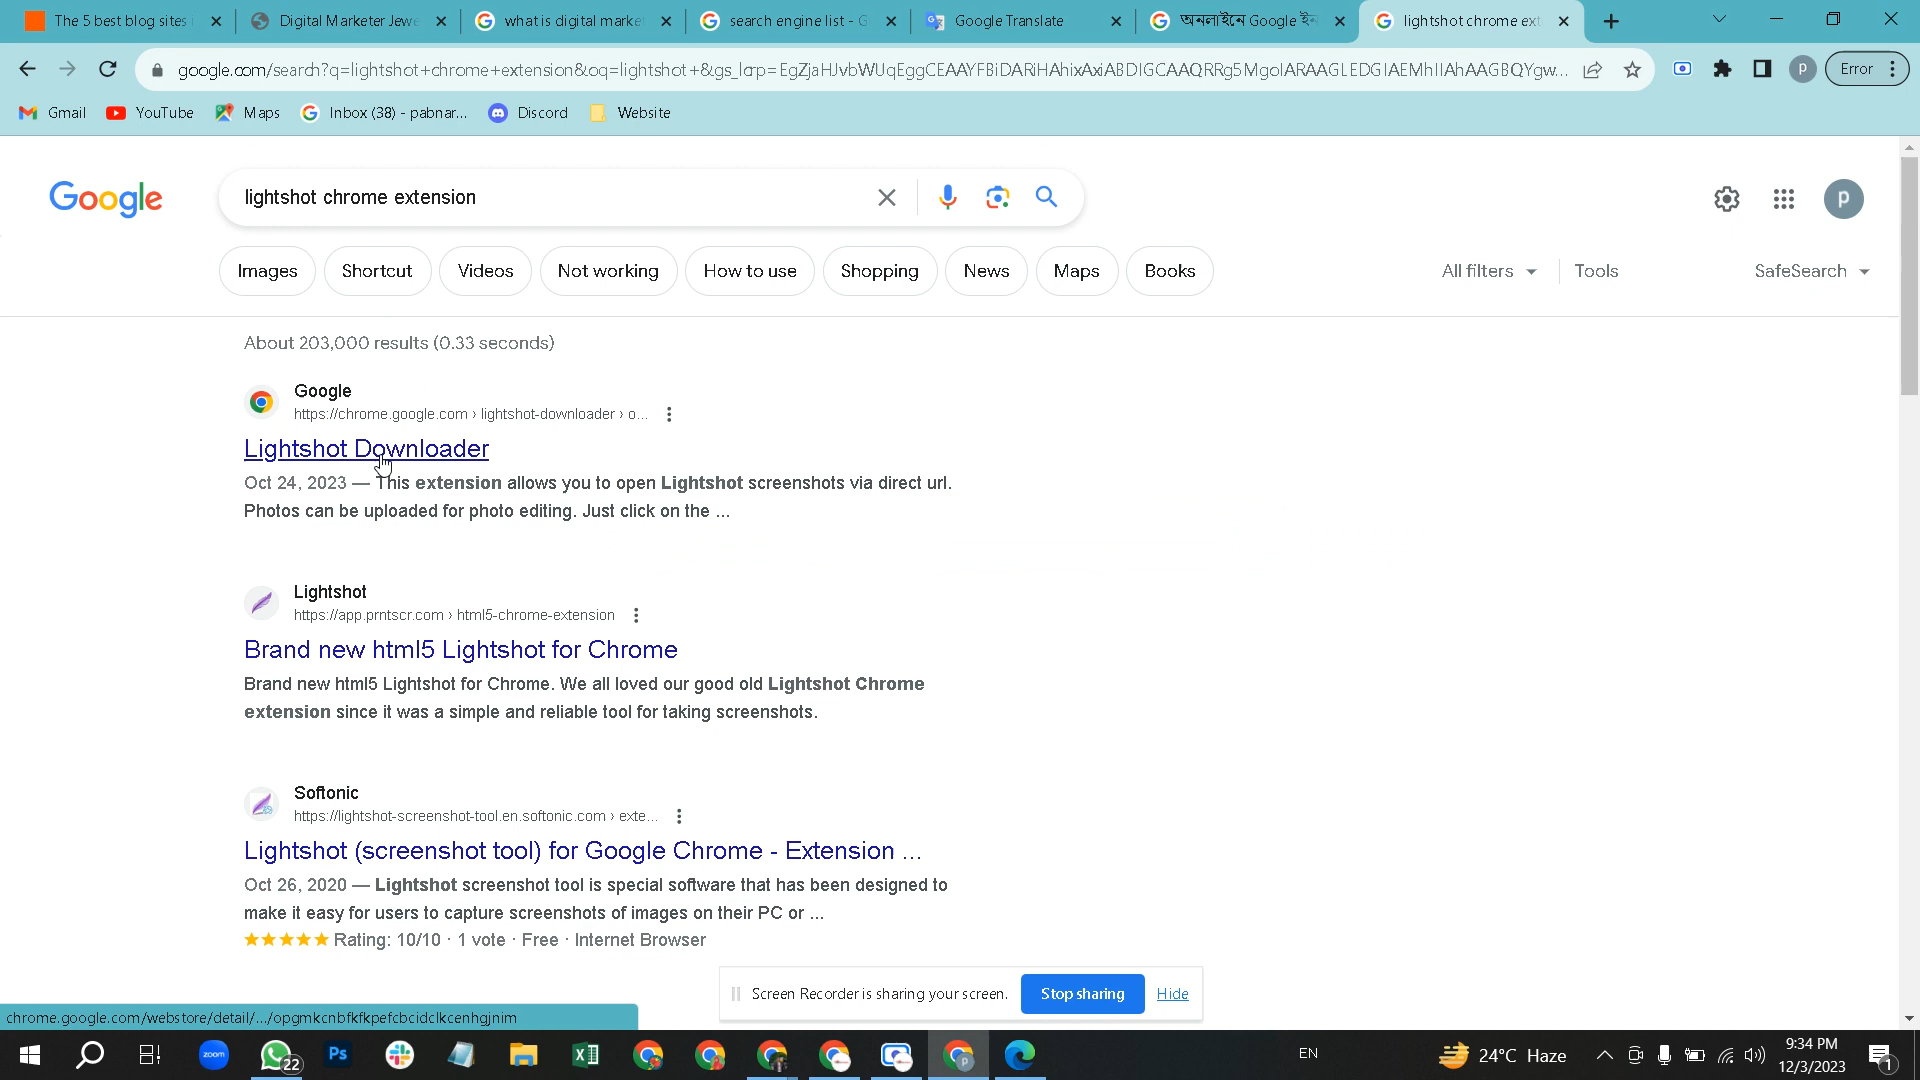 The 5 best blog sites
Digital Marketer Jewe
what is digital marke
search engine list - G
Google Translate
অনলাইনে Google ইন
lightshot chrome ext
google.com/search?q=lightshot+chrome+extension&oq=lightshot+&gs_lcrp=EgZjaHJvbWUqEggCEAAYFBiDARiHAhixAxiABDIGCAAQRRg5MgoIARAAGLEDGIAEMhIIAhAAGBQYgw...
P
Error
Gmail
YouTube
Maps
Inbox (38) - pabnar...
Discord
Website
Google
lightshot chrome extension
p
Images
Shortcut
Videos
Not working
How to use
Shopping
News
Maps
Books
All filters
Tools
SafeSearch
About 203,000 results (0.33 seconds)
Google
https://chrome.google.com › lightshot-downloader › o...
Lightshot Downloader
Oct 24, 2023 — This extension allows you to open Lightshot screenshots via direct url.
Photos can be uploaded for photo editing. Just click on the ...
Lightshot
https://app.prntscr.com › html5-chrome-extension
Brand new html5 Lightshot for Chrome
Brand new html5 Lightshot for Chrome. We all loved our good old Lightshot Chrome
extension since it was a simple and reliable tool for taking screenshots.
Softonic
https://lightshot-screenshot-tool.en.softonic.com › exte...
Lightshot (screenshot tool) for Google Chrome - Extension ...
Oct 26, 2020 — Lightshot screenshot tool is special software that has been designed to
make it easy for users to capture screenshots of images on their PC or ...
Rating: 10/10 · 1 vote · Free · Internet Browser
Screen Recorder is sharing your screen.
Stop sharing
Hide
chrome.google.com/webstore/detail/.../opgmkcnbfkfkpefcbcidclkcenhgjnim
zoom
22
Ps
EN
24°C Haze
9:34 PM
12/3/2023
1